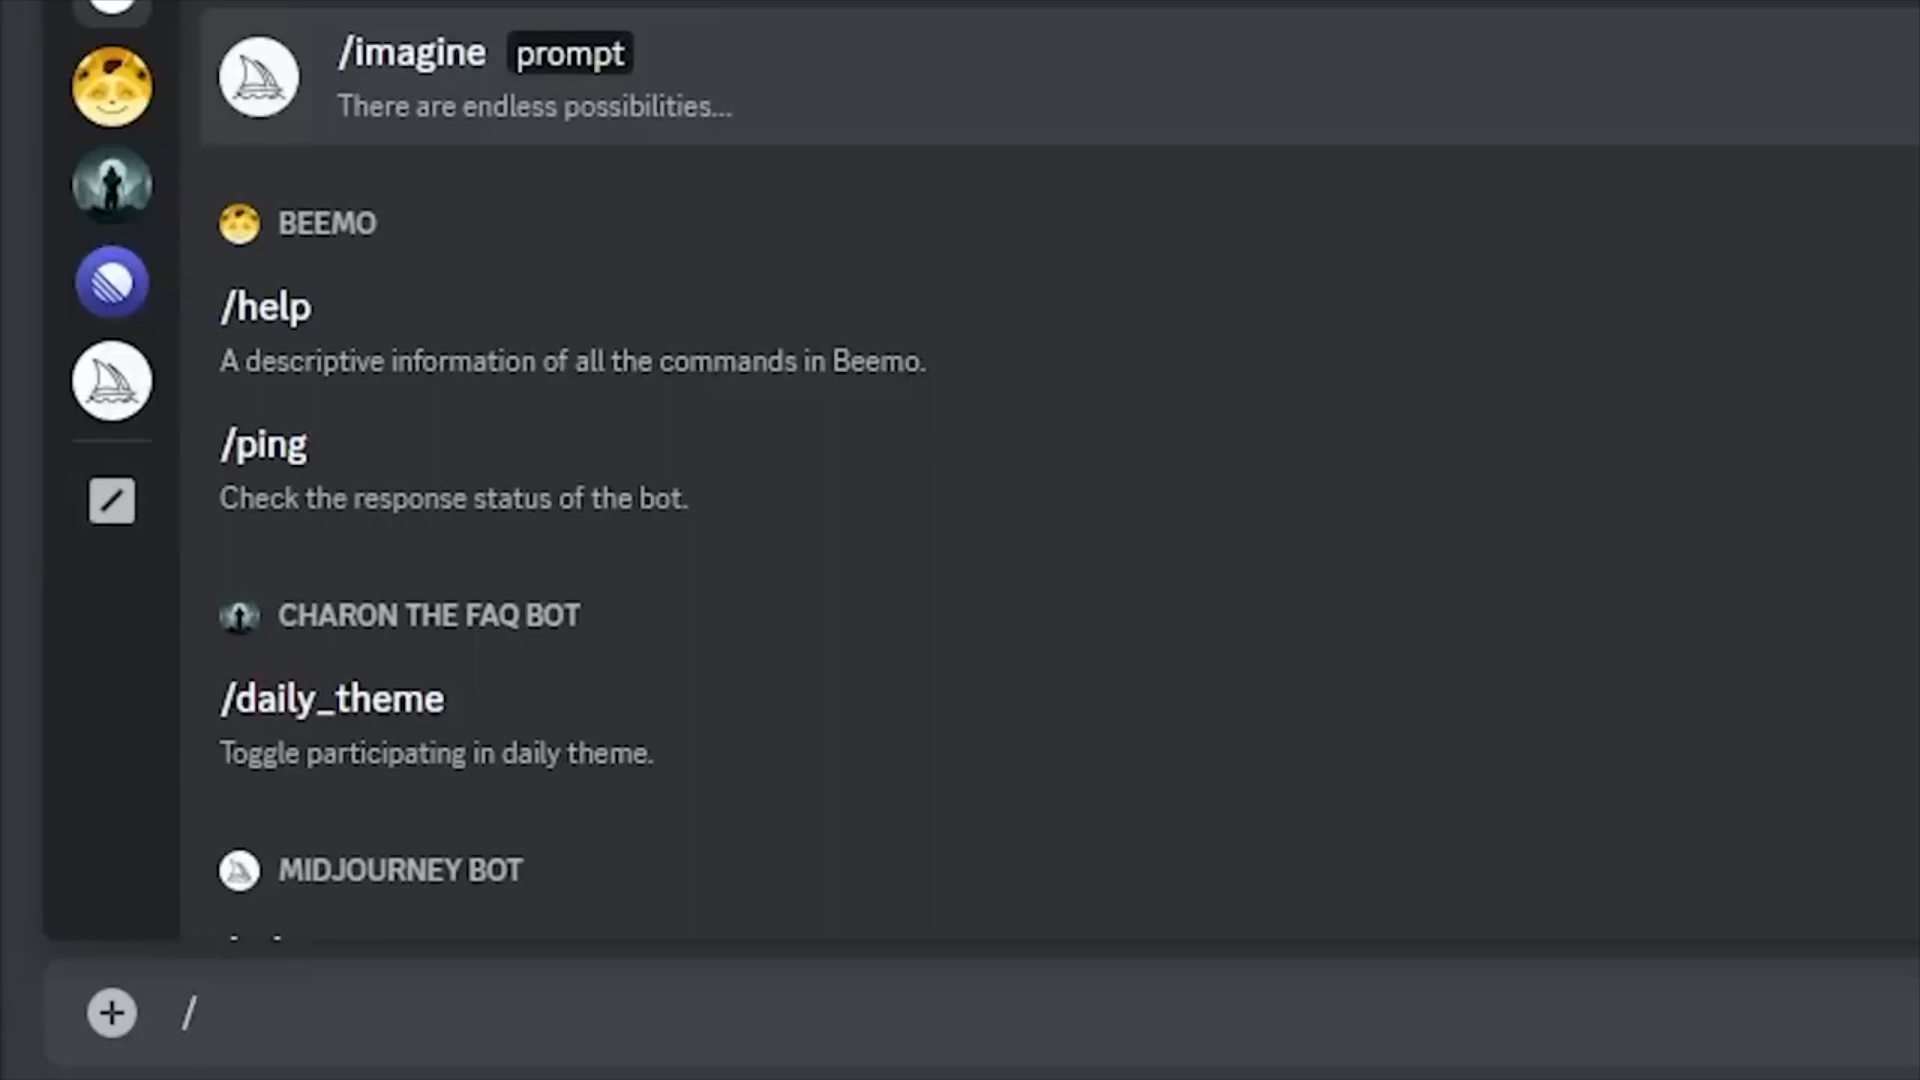 /imagine prompt
There are endless possibilities...
BEEMO
/help
A descriptive information of all the commands in Beemo.
/ping
Check the response status of the bot.
CHARON THE FAQ BOT
/daily_theme
Toggle participating in daily theme.
MIDJOURNEY BOT
/